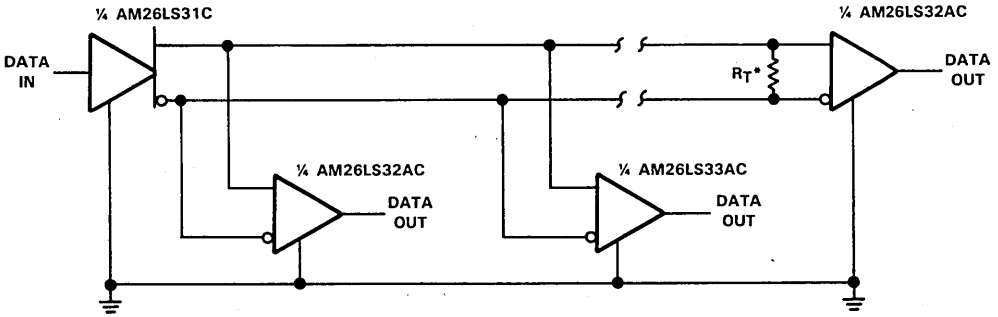 ¼ AM26LS31C
¼ AM26LS32AC
DATA
IN
RT*
DATA
OUT
¼ AM26LS32AC
DATA
OUT
¼ AM26LS33AC
DATA
OUT